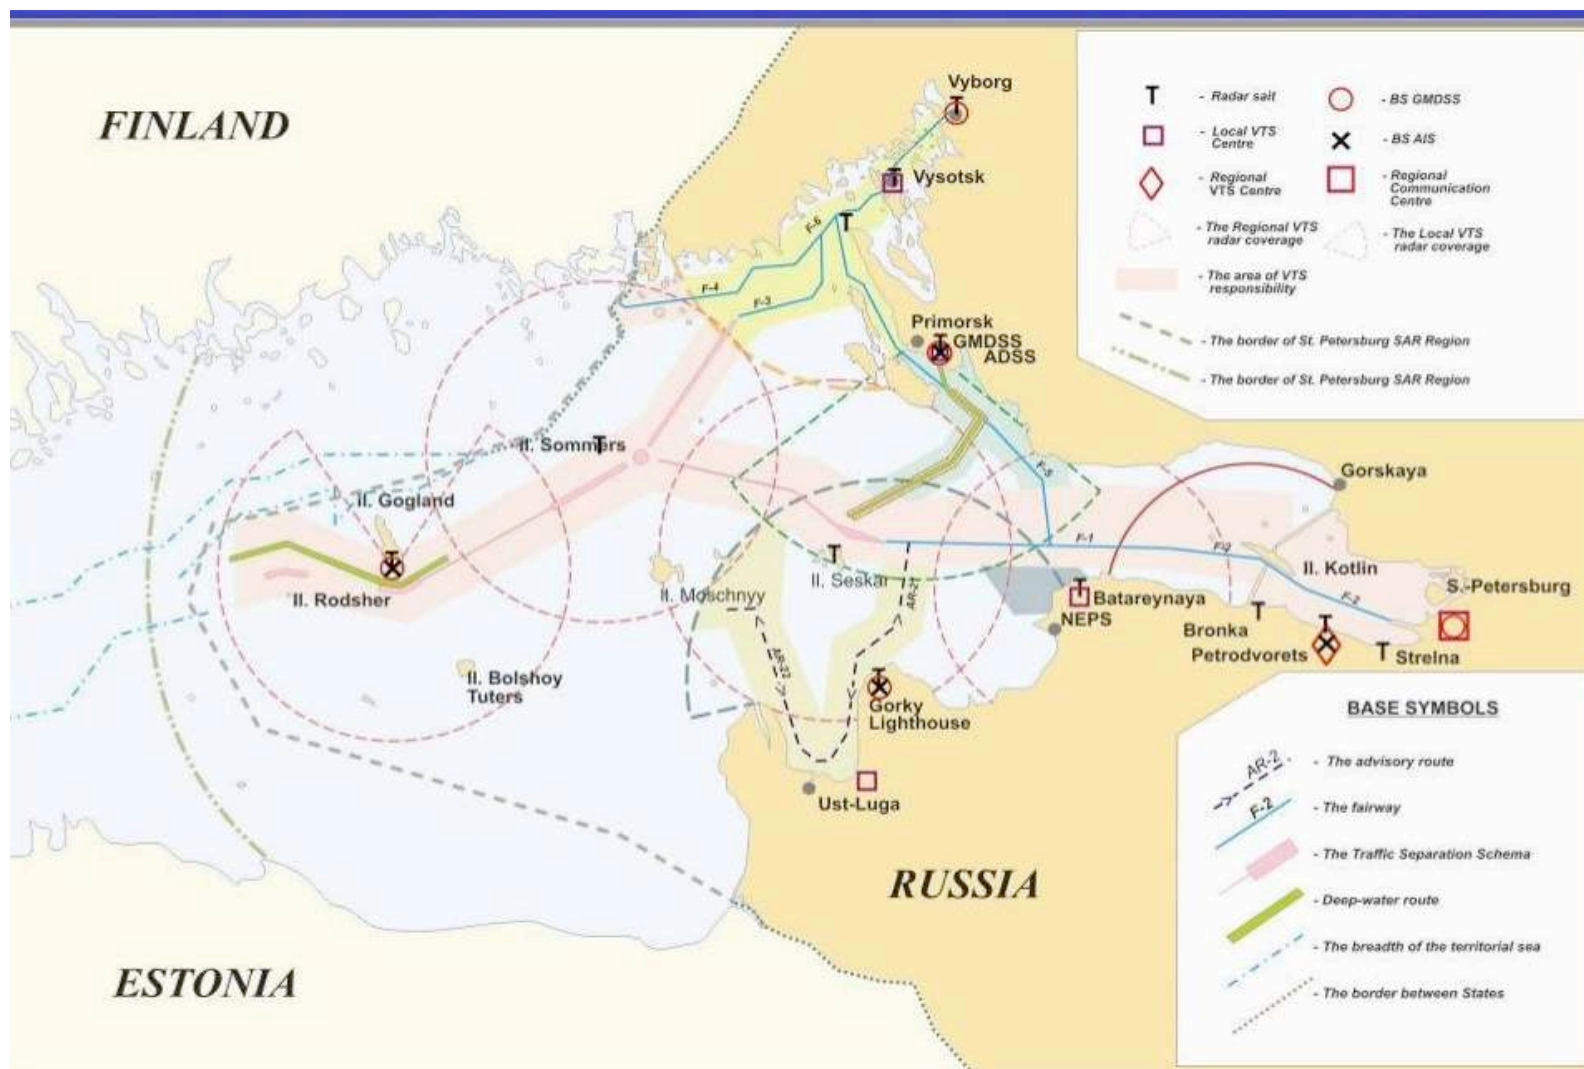 FINLAND
Vyborg
Vysotsk
F-6
F-4
F-3
Primorsk
GMDSS
ADSS
Il. Sommers
il. Gogland
Il. Rodsher
Il. Bolshoy
Tuters
Il. Moschnyy
Il. Seskar
AR-22
AR-21
F-5
F-1
F-2
F-2
Gorskaya
Il. Kotlin
S.-Petersburg
Batareynaya
NEPS
Bronka
Petrodvorets
Strelna
Gorky
Lighthouse
Ust-Luga
RUSSIA
ESTONIA
- Radar sait
- Local VTS
Centre
- Regional
VTS Centre
- The Regional VTS
radar coverage
- The area of VTS
responsibility
- BS GMDSS
- BS AIS
- Regional
Communication
Centre
- The Local VTS
radar coverage
- The border of St. Petersburg SAR Region
- The border of St. Petersburg SAR Region
BASE SYMBOLS
AR-2
- The advisory route
F-2
- The fairway
- The Traffic Separation Schema
- Deep-water route
- The breadth of the territorial sea
- The border between States